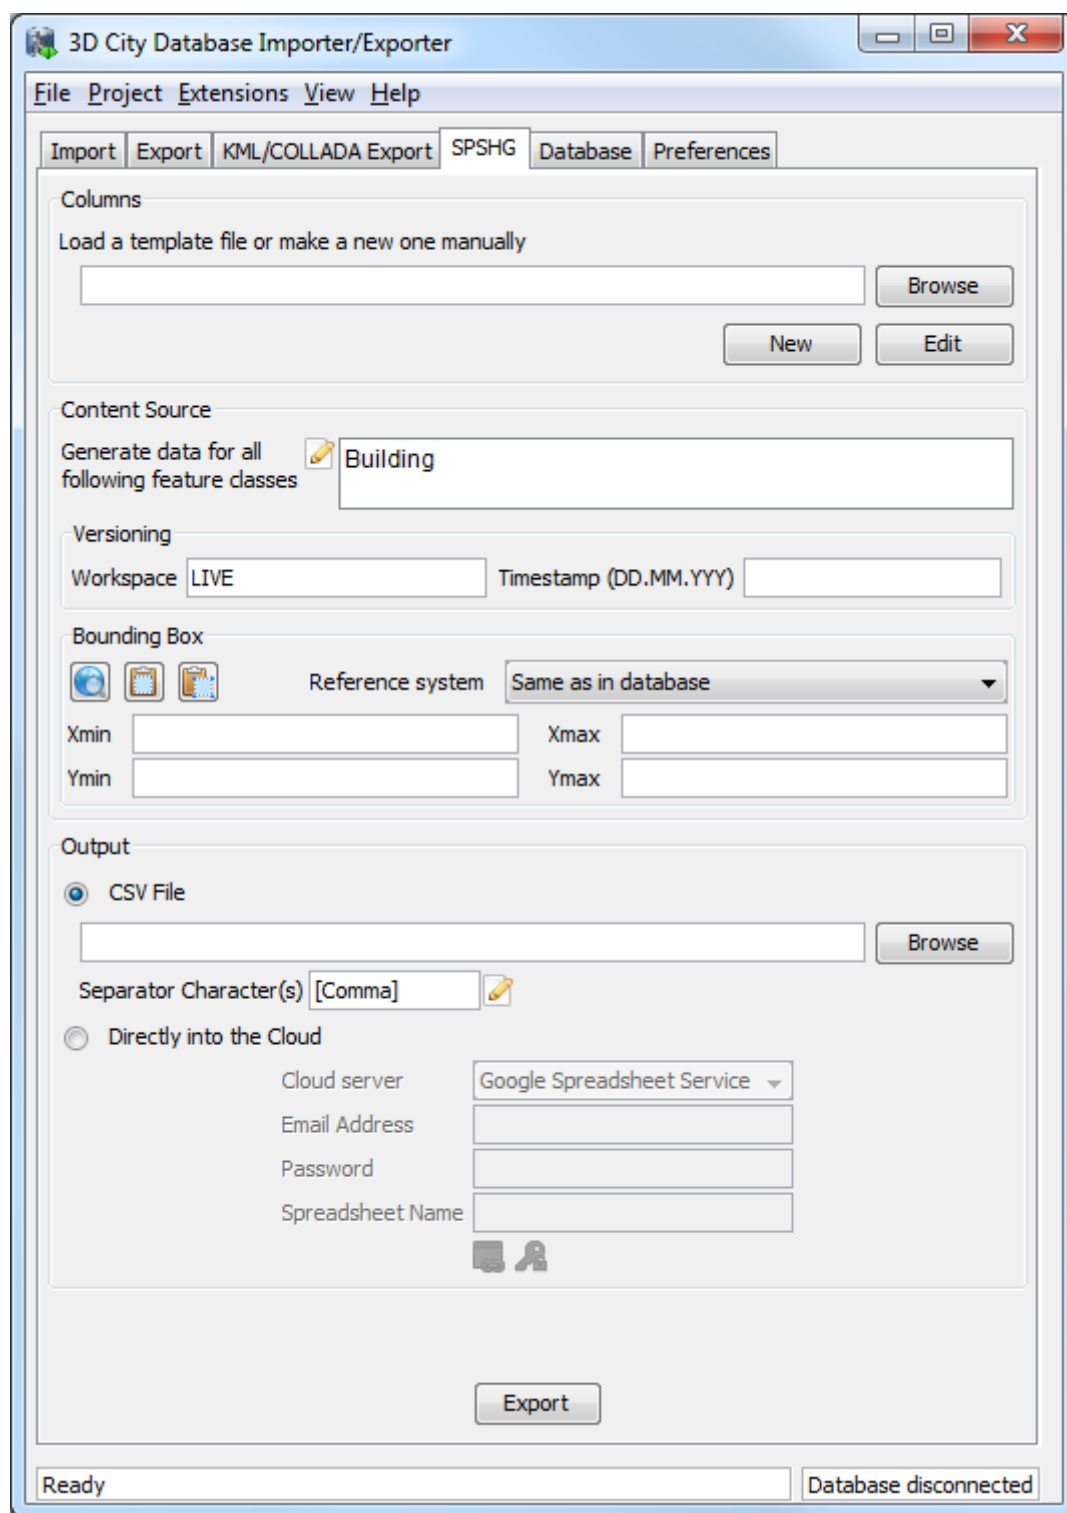 3D City Database Importer/Exporter
File Project Extensions View Help
Import Export KML/COLLADA Export SPSHG Database Preferences
Columns
Load a template file or make a new one manually
Browse
New Edit
Content Source
Generate data for all
following feature classes
Building
Versioning
Workspace LIVE Timestamp (DD.MM.YYY)
Bounding Box
Reference system Same as in database
Xmin Xmax
Ymin Ymax
Output
CSV File
Browse
Separator Character(s) [Comma]
Directly into the Cloud
Cloud server Google Spreadsheet Service
Email Address
Password
Spreadsheet Name
Export
Ready Database disconnected